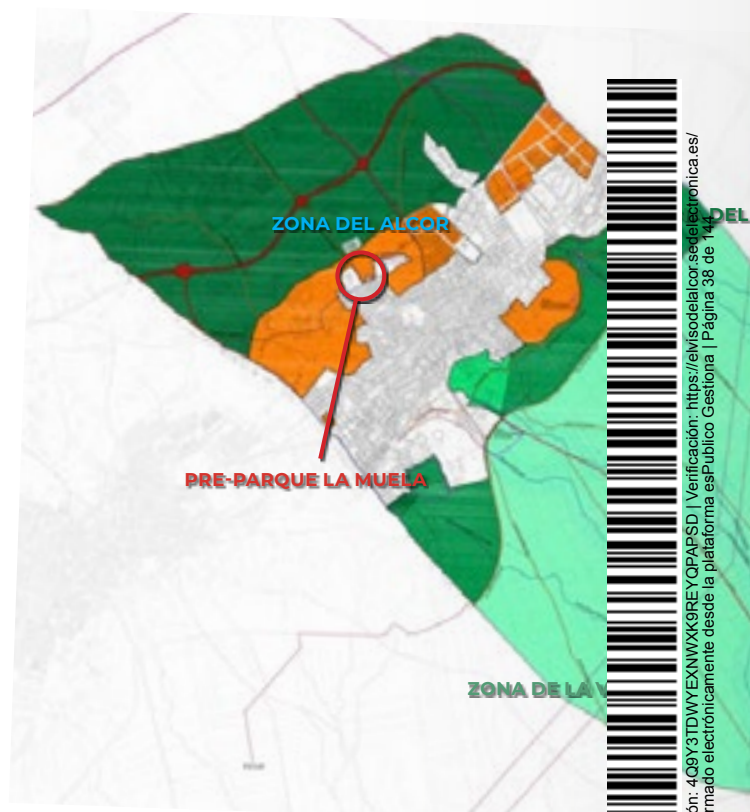 DEL
ZONA DEL ALCOR
PRE-PARQUE LA MUELA
ZONA DE LA V
ón: 4Q9Y3TDWYEXNWXK9REYQPAPSD | Verificación: https://elvisodelalcor.sedelectronica.es/
rmado electrónicamente desde la plataforma esPublico Gestiona | Página 38 de 144